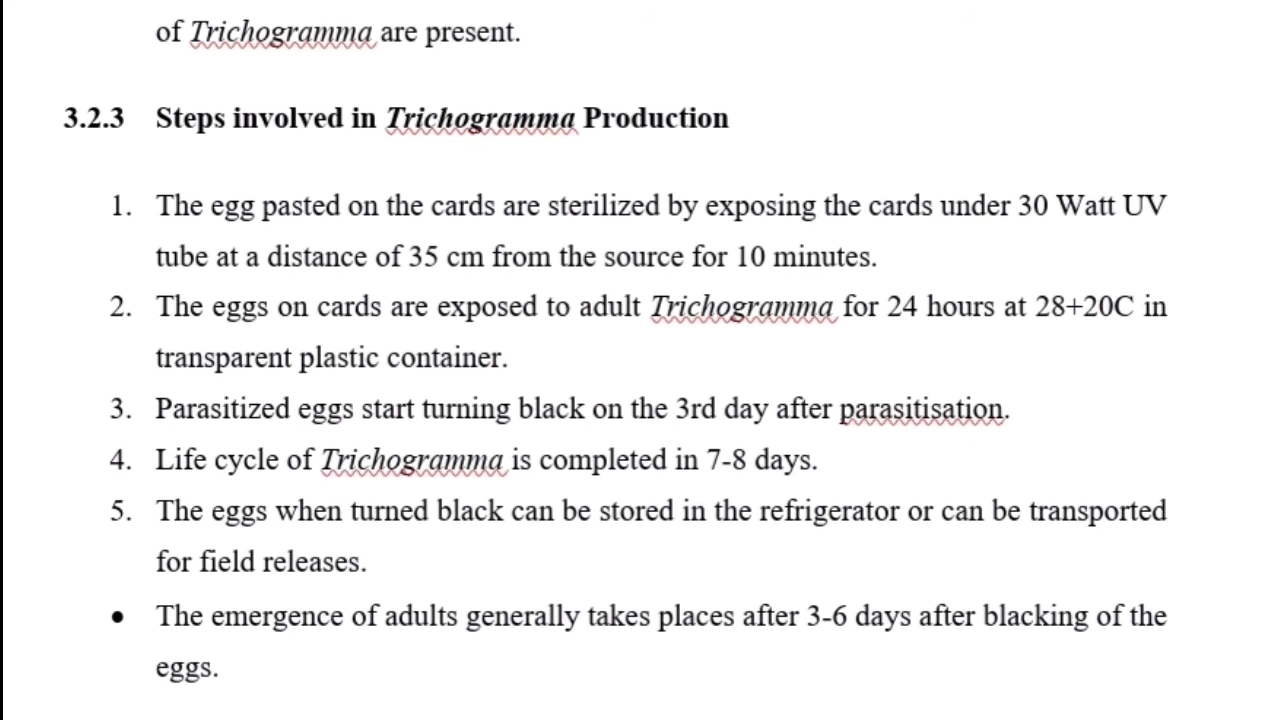 of Trichogramma are present.
3.2.3 Steps involved in Trichogramma Production
1. The egg pasted on the cards are sterilized by exposing the cards under 30 Watt UV
tube at a distance of 35 cm from the source for 10 minutes.
2. The eggs on cards are exposed to adult Trichogramma for 24 hours at 28+20C in
transparent plastic container.
3. Parasitized eggs start turning black on the 3rd day after parasitisation.
4. Life cycle of Trichogramma is completed in 7-8 days.
5. The eggs when turned black can be stored in the refrigerator or can be transported
for field releases.
• The emergence of adults generally takes places after 3-6 days after blacking of the
eggs.